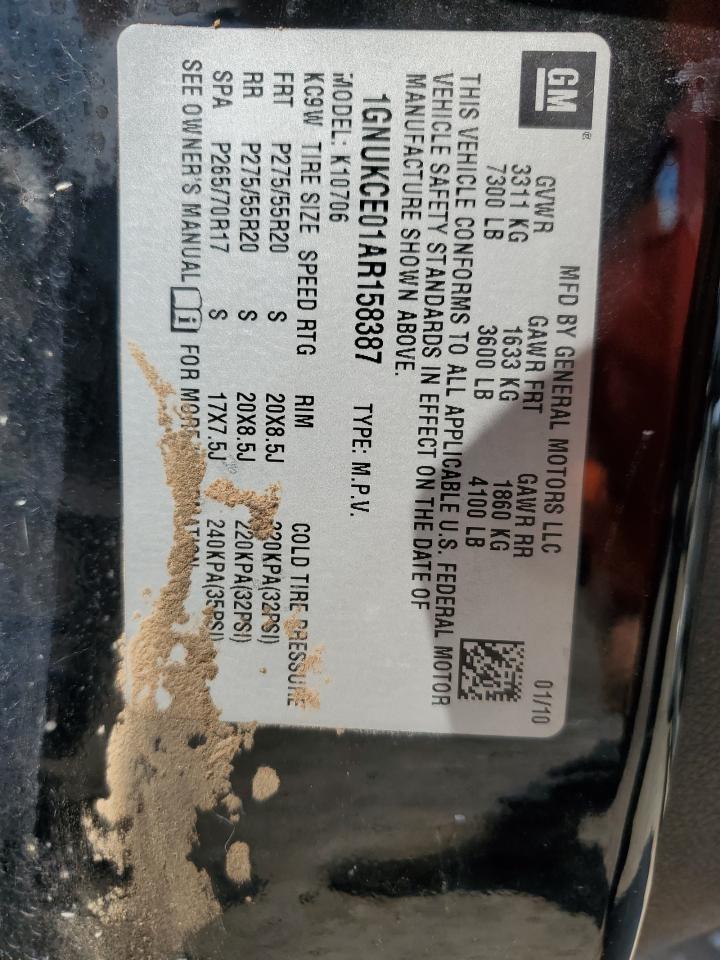 GM®
MFD BY GENERAL MOTORS LLC 01/10
GVWR GAWR FRT GAWR RR
3311 KG 1633 KG 1860 KG
7300 LB 3600 LB 4100 LB
THIS VEHICLE CONFORMS TO ALL APPLICABLE U.S. FEDERAL MOTOR
VEHICLE SAFETY STANDARDS IN EFFECT ON THE DATE OF
MANUFACTURE SHOWN ABOVE.
1GNUKCE01AR158387 TYPE: M.P.V.
MODEL: K10706
KC9W TIRE SIZE SPEED RTG RIM COLD TIRE PRESSURE
FRT P275/55R20 S 20X8.5J 220KPA(32PSI)
RR P275/55R20 S 20X8.5J 220KPA(32PSI)
SPA P265/70R17 S 17X7.5J 240KPA(35PSI)
SEE OWNER'S MANUAL i FOR MORE